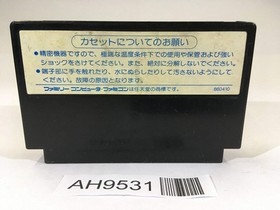 カセットについてのお願い
●精密機器ですので、極端な温度条件下での使用や保管および強い
ショックをさけてください。また、絶対に分解しないでください。
●端子部に手を触れたり、水にぬらしたりして汚さないようにして
ください。故障の原因となります。
ファミリーコンピュータ・ファミコンは任天堂の商標です。
860410
AH9531